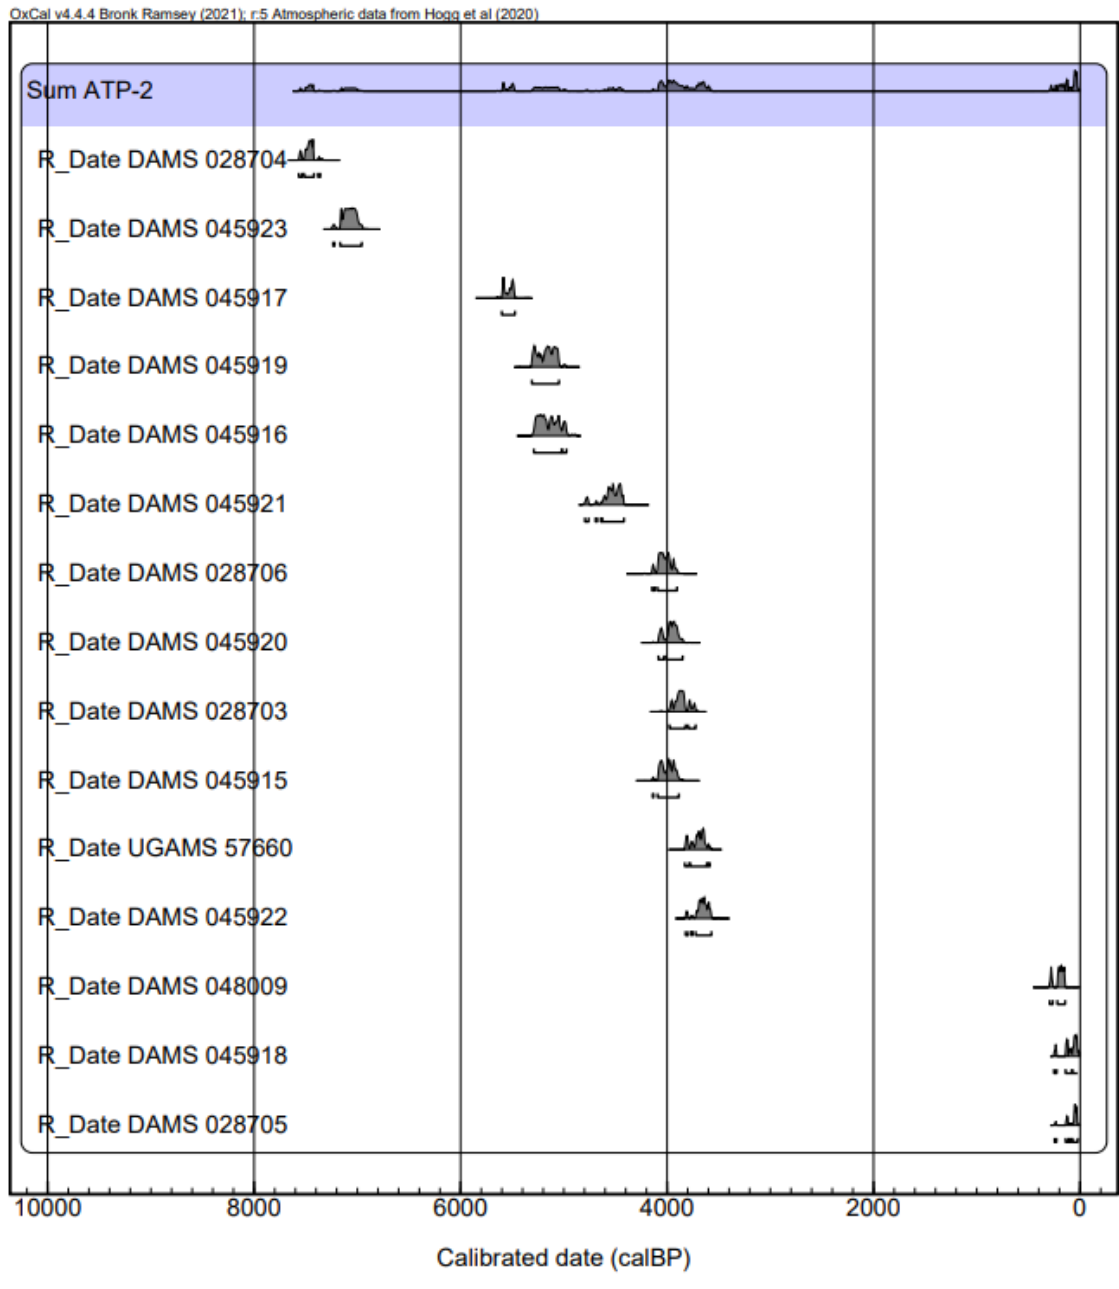 OxCal v4.4.4 Bronk Ramsey (2021); r:5 Atmospheric data from Hogg et al (2020)
Sum ATP-2
R_Date DAMS 028704
R_Date DAMS 045923
R_Date DAMS 045917
R_Date DAMS 045919
R_Date DAMS 045916
R_Date DAMS 045921
R_Date DAMS 028706
R_Date DAMS 045920
R_Date DAMS 028703
R_Date DAMS 045915
R_Date UGAMS 57660
R_Date DAMS 045922
R_Date DAMS 048009
R_Date DAMS 045918
R_Date DAMS 028705
10000 8000 6000 4000 2000 0
Calibrated date (calBP)